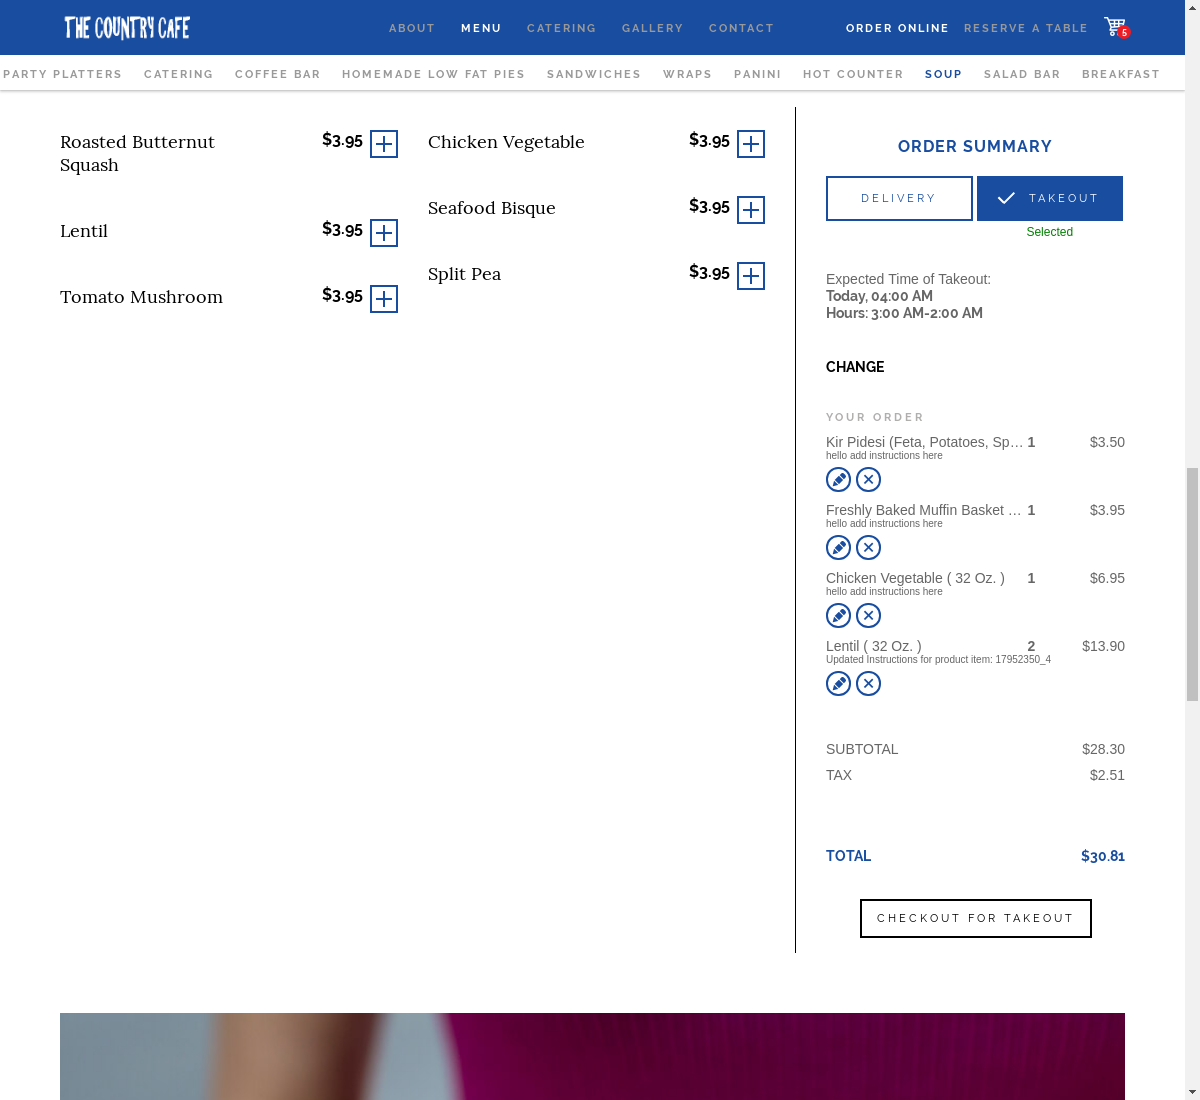 THE COUNTRY CAFE
ABOUT
MENU
CATERING
GALLERY
CONTACT
ORDER ONLINE
RESERVE A TABLE
5
PARTY PLATTERS
CATERING
COFFEE BAR
HOMEMADE LOW FAT PIES
SANDWICHES
WRAPS
PANINI
HOT COUNTER
SOUP
SALAD BAR
BREAKFAST
Roasted Butternut
Squash
$3.95
Lentil
$3.95
Tomato Mushroom
$3.95
Chicken Vegetable
$3.95
Seafood Bisque
$3.95
Split Pea
$3.95
ORDER SUMMARY
DELIVERY
TAKEOUT
Selected
Expected Time of Takeout:
Today, 04:00 AM
Hours: 3:00 AM-2:00 AM
CHANGE
YOUR ORDER
Kir Pidesi (Feta, Potatoes, Sp… 1 $3.50
hello add instructions here
Freshly Baked Muffin Basket … 1 $3.95
hello add instructions here
Chicken Vegetable ( 32 Oz. ) 1 $6.95
hello add instructions here
Lentil ( 32 Oz. ) 2 $13.90
Updated Instructions for product item: 17952350_4
SUBTOTAL $28.30
TAX $2.51
TOTAL $30.81
CHECKOUT FOR TAKEOUT